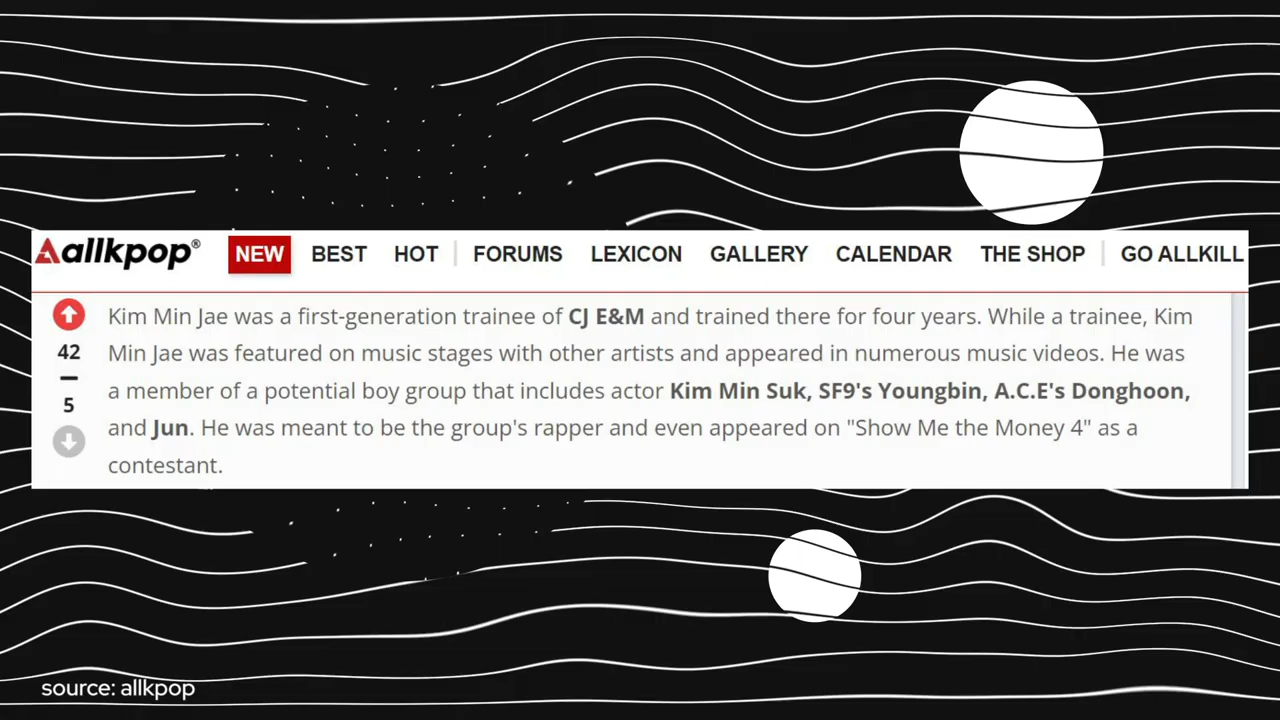 allkpop® NEW BEST HOT FORUMS LEXICON GALLERY CALENDAR THE SHOP GO ALLKILL
Kim Min Jae was a first-generation trainee of CJ E&M and trained there for four years. While a trainee, Kim
42
Min Jae was featured on music stages with other artists and appeared in numerous music videos. He was
a member of a potential boy group that includes actor Kim Min Suk, SF9's Youngbin, A.C.E's Donghoon,
5
and Jun. He was meant to be the group's rapper and even appeared on "Show Me the Money 4" as a
contestant.
source: allkpop